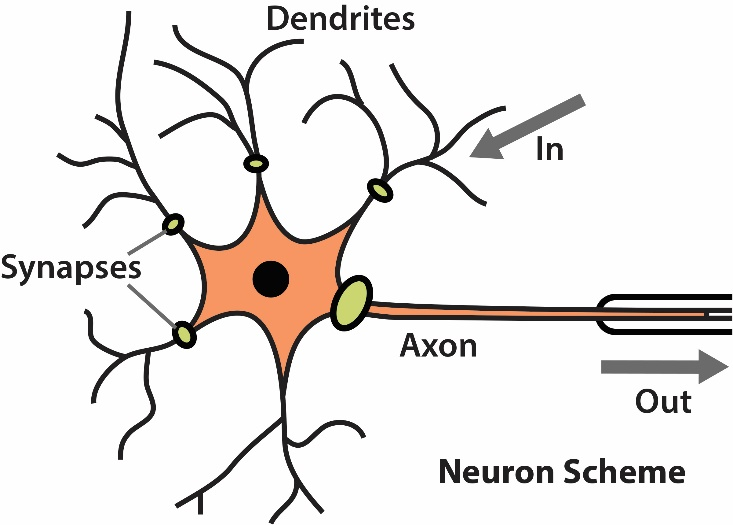 Dendrites
In
Synapses
Axon
Out
Neuron Scheme